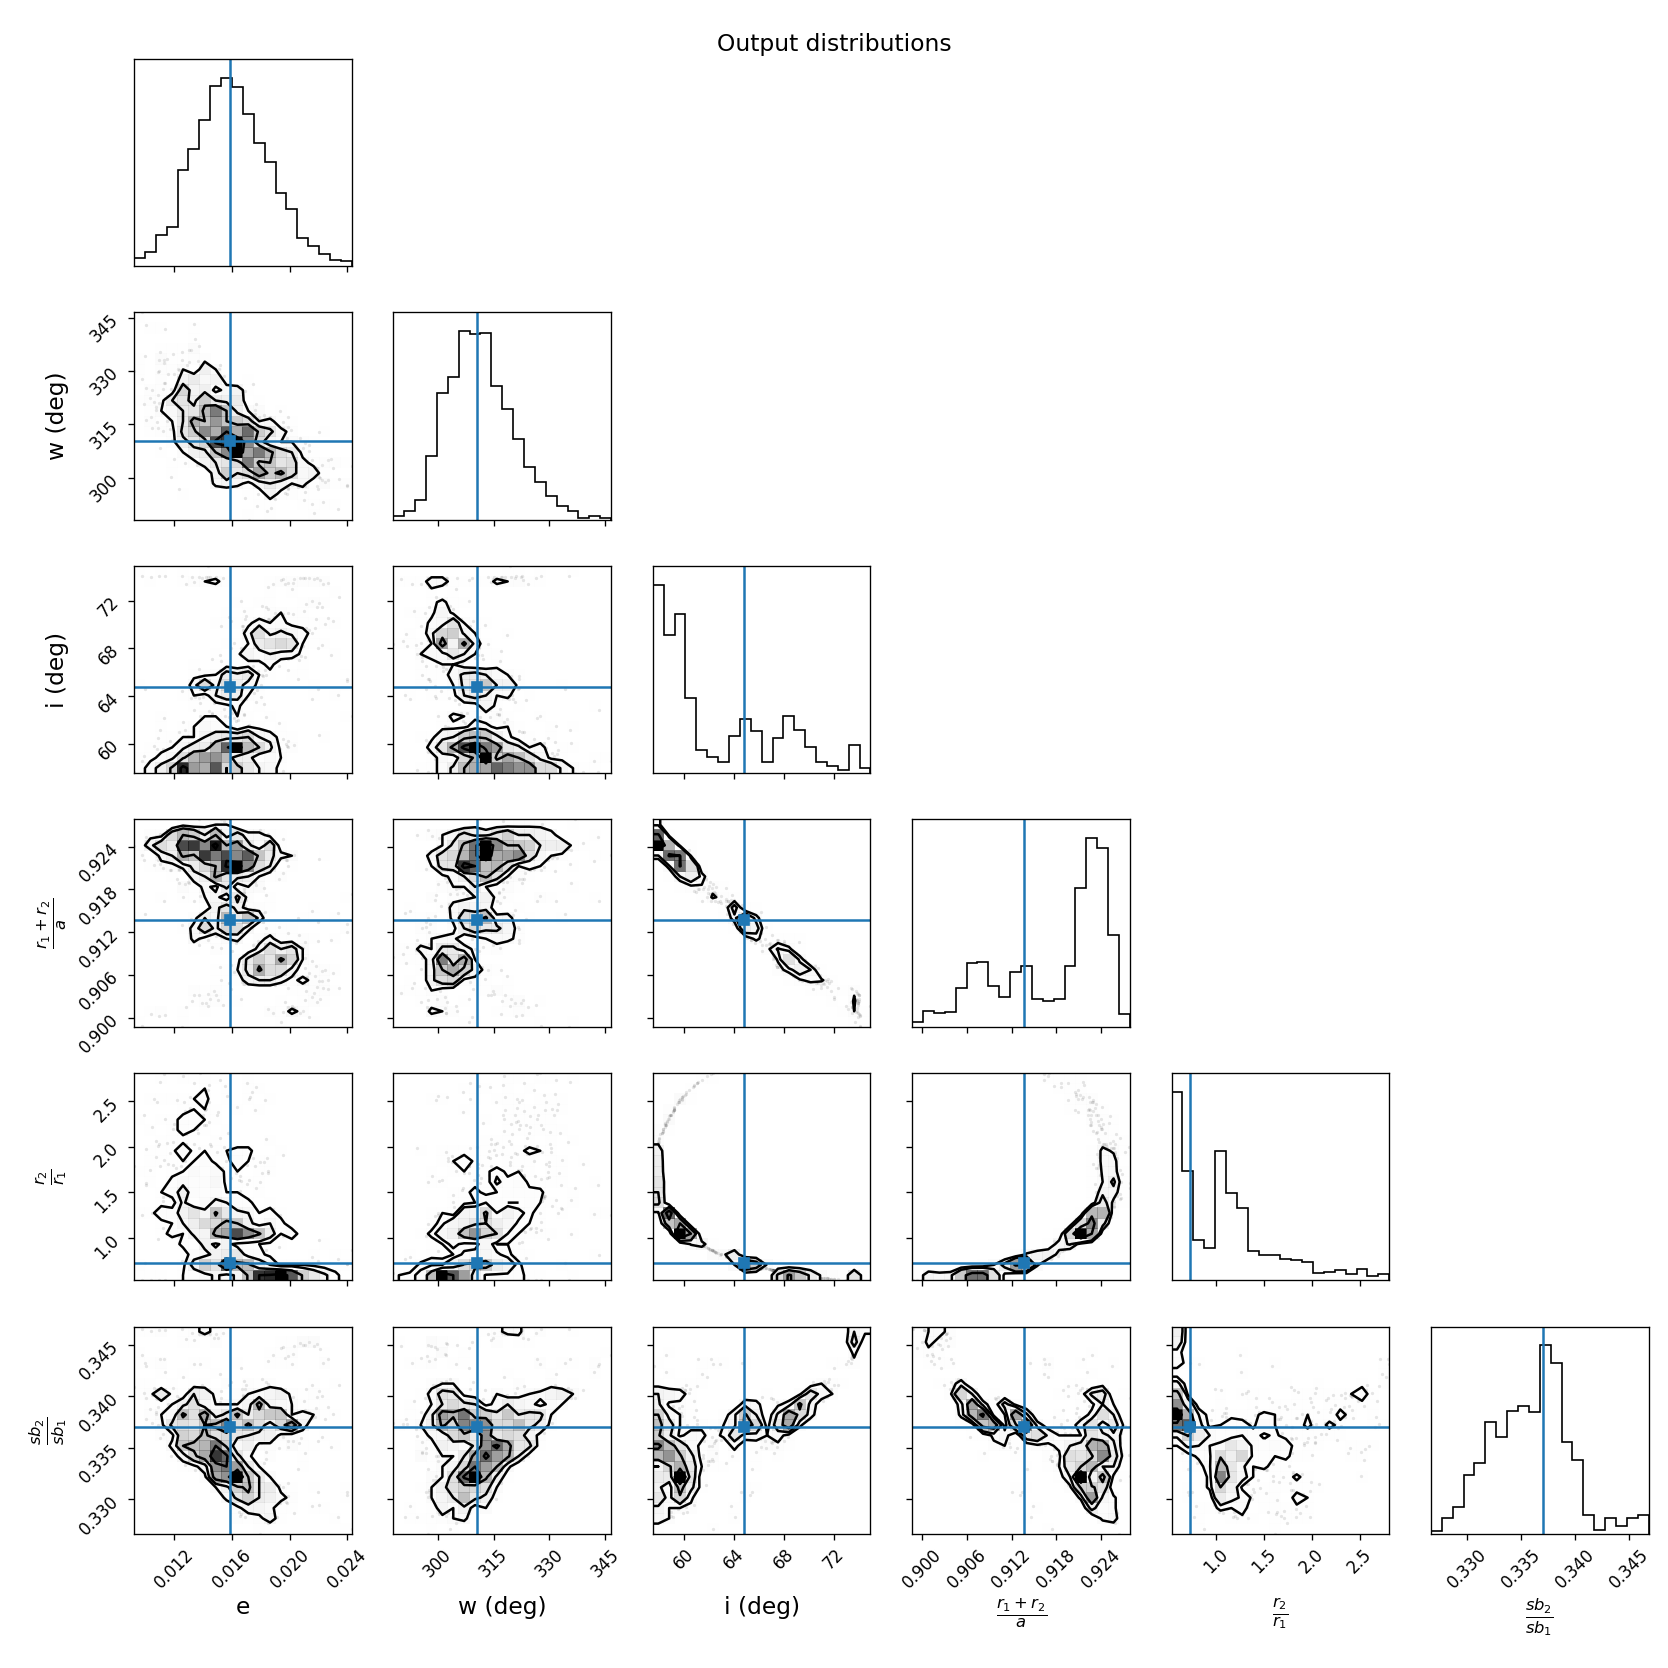 Output distributions
345
330
315
300
w (deg)
72
68
64
60
i (deg)
0.924
0.918
0.912
0.906
0.900
r₁ + r₂
a
2.5
2.0
1.5
1.0
r₂
r₁
0.345
0.340
0.335
0.330
sb₂
sb₁
0.012 0.016 0.020 0.024 300 315 330 345 60 64 68 72 0.900 0.906 0.912 0.918 0.924 1.0 1.5 2.0 2.5 0.330 0.335 0.340 0.345
e w (deg) i (deg) r₁ + r₂ r₂ sb₂
a r₁ sb₁